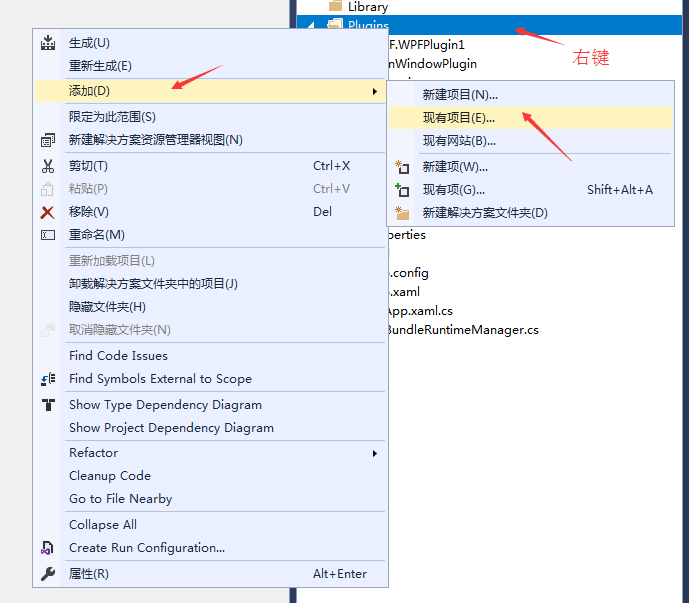 Library
Plugins
右键
F.WPFPlugin1
nWindowPlugin
生成(U)
重新生成(E)
添加(D)
限定为此范围(S)
新建解决方案资源管理器视图(N)
剪切(T) Ctrl+X
粘贴(P) Ctrl+V
移除(V) Del
重命名(M)
重新加载项目(L)
卸载解决方案文件夹中的项目(J)
隐藏文件夹(H)
取消隐藏文件夹(N)
Find Code Issues
Find Symbols External to Scope
Show Type Dependency Diagram
Show Project Dependency Diagram
Refactor
Cleanup Code
Go to File Nearby
Collapse All
Create Run Configuration...
属性(R) Alt+Enter
新建项目(N)...
现有项目(E)...
现有网站(B)...
新建项(W)...
现有项(G)... Shift+Alt+A
新建解决方案文件夹(D)
perties
.config
.xaml
App.xaml.cs
BundleRuntimeManager.cs